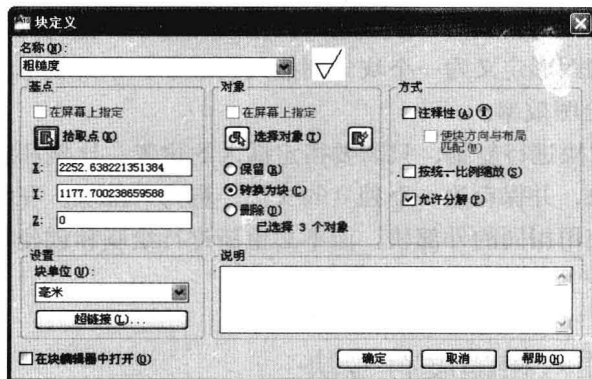 块定义
名称(N):
粗糙度
基点
在屏幕上指定
拾取点(K)
X: 2252.638221351384
Y: 1177.700238659588
Z: 0
对象
在屏幕上指定
选择对象(T)
保留(R)
转换为块(C)
删除(D)
已选择 3 个对象
方式
注释性(A)
使块方向与布局
匹配(M)
按统一比例缩放(S)
允许分解(P)
设置
块单位(U):
毫米
超链接(L)...
说明
在块编辑器中打开(O)
确定
取消
帮助(H)